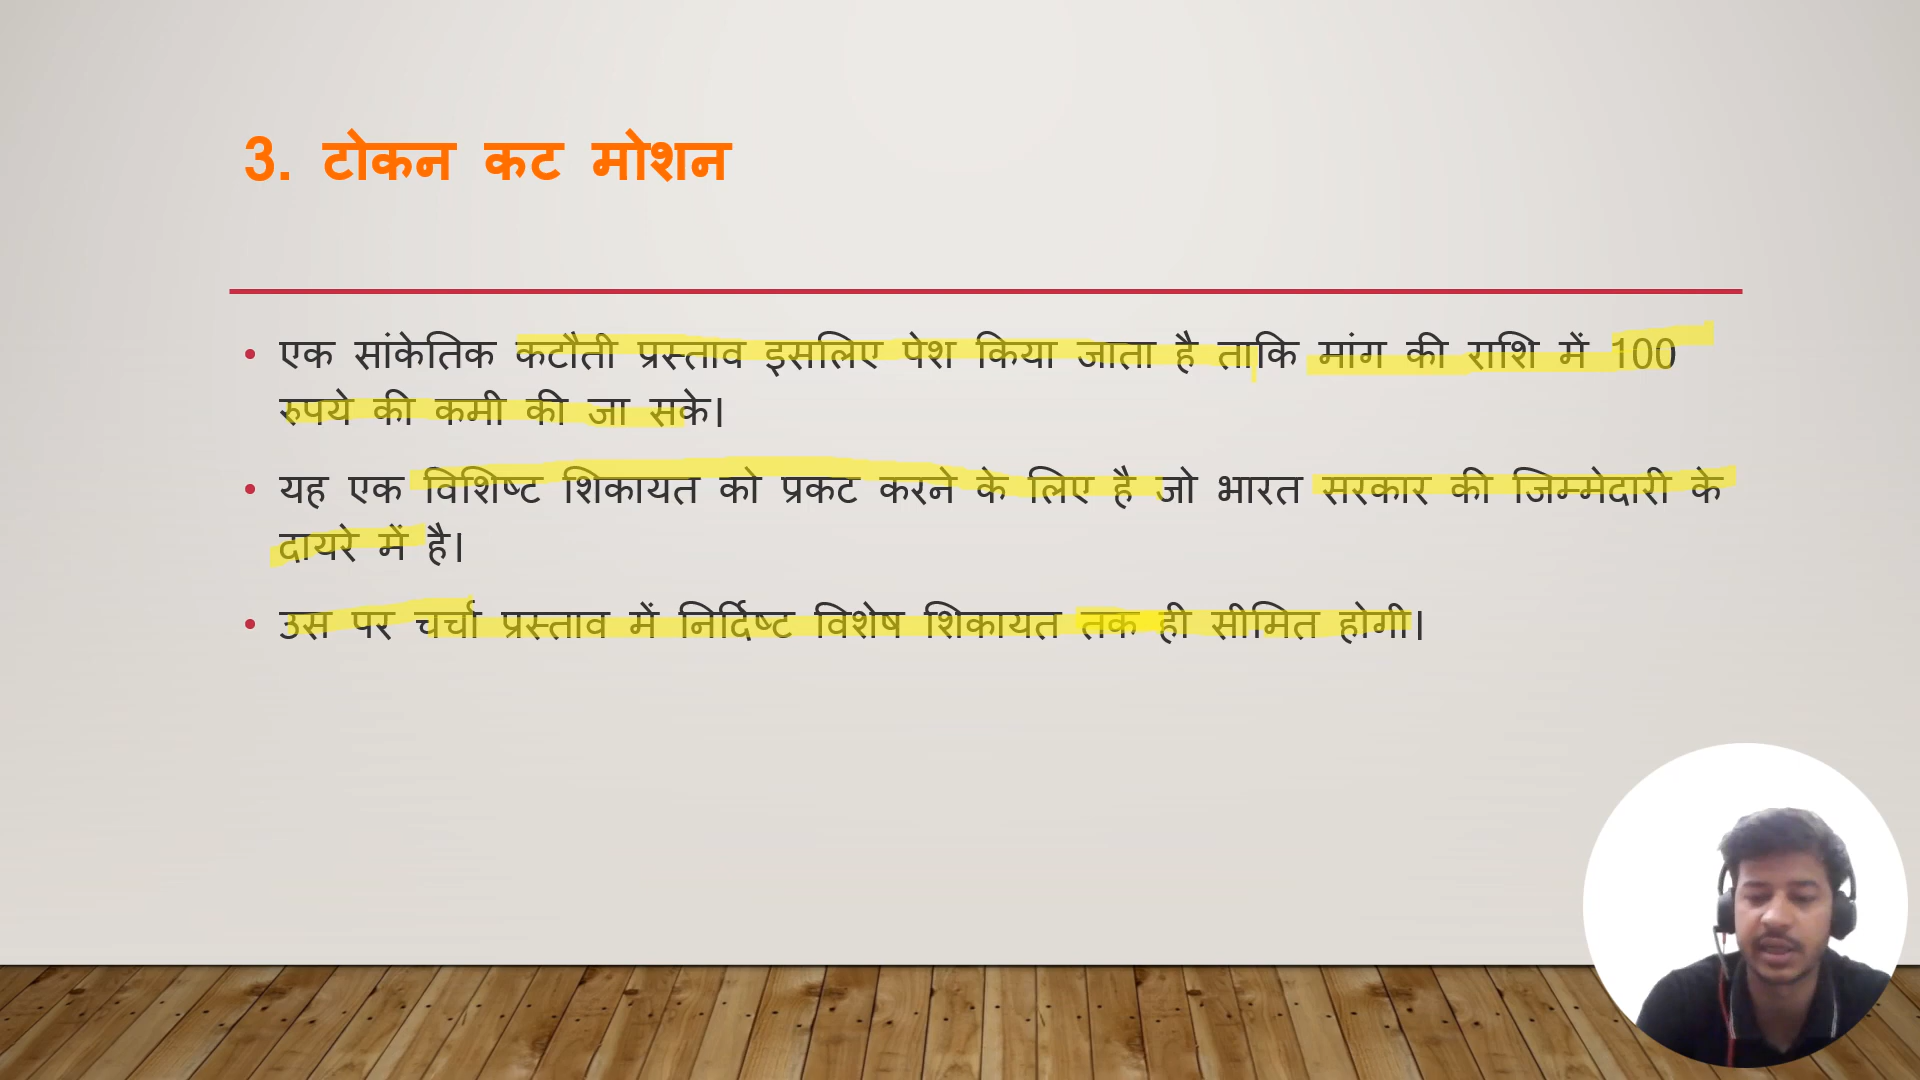 3. टोकन कट मोशन
• एक सांकेतिक कटौती प्रस्ताव इसलिए पेश किया जाता है ताकि मांग की राशि में 100
रुपये की कमी की जा सके।
• यह एक विशिष्ट शिकायत को प्रकट करने के लिए है जो भारत सरकार की जिम्मेदारी के
दायरे में है।
• उस पर चर्चा प्रस्ताव में निर्दिष्ट विशेष शिकायत तक ही सीमित होगी।